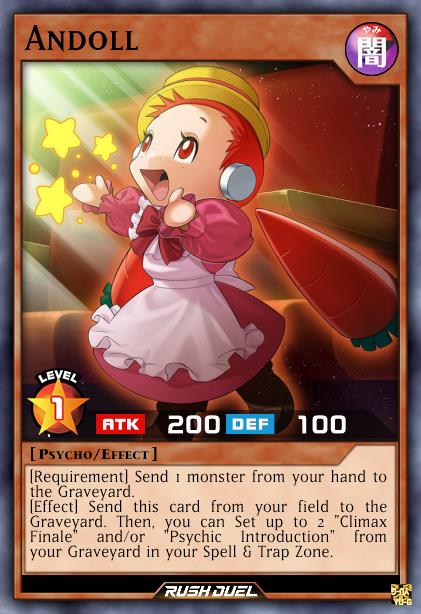 ANDOLL
やみ
闇
LEVEL
1
ATK 200 DEF 100
[PSYCHO/EFFECT]
[Requirement] Send 1 monster from your hand to
the Graveyard.
[Effect] Send this card from your field to the
Graveyard. Then, you can Set up to 2 "Climax
Finale" and/or "Psychic Introduction" from
your Graveyard in your Spell & Trap Zone.
RUSH DUEL